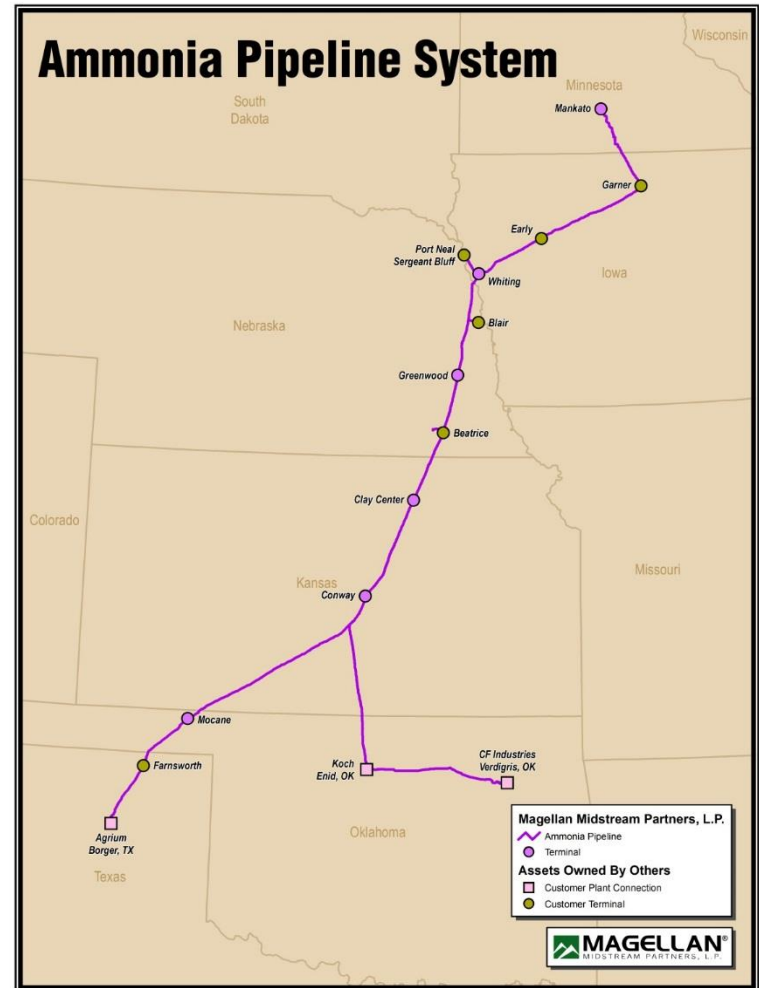 Ammonia Pipeline System
Wisconsin
Minnesota
South
Dakota
Mankato
Garner
Early
Port Neal
Sergeant Bluff
Whiting
Iowa
Blair
Nebraska
Greenwood
Beatrice
Clay Center
Colorado
Missouri
Kansas
Conway
Mocane
Farnsworth
Koch
Enid, OK
CF Industries
Verdigris, OK
Agrium
Borger, TX
Oklahoma
Texas
Magellan Midstream Partners, L.P.
Ammonia Pipeline
Terminal
Assets Owned By Others
Customer Plant Connection
Customer Terminal
MAGELLAN®
MIDSTREAM PARTNERS, L.P.